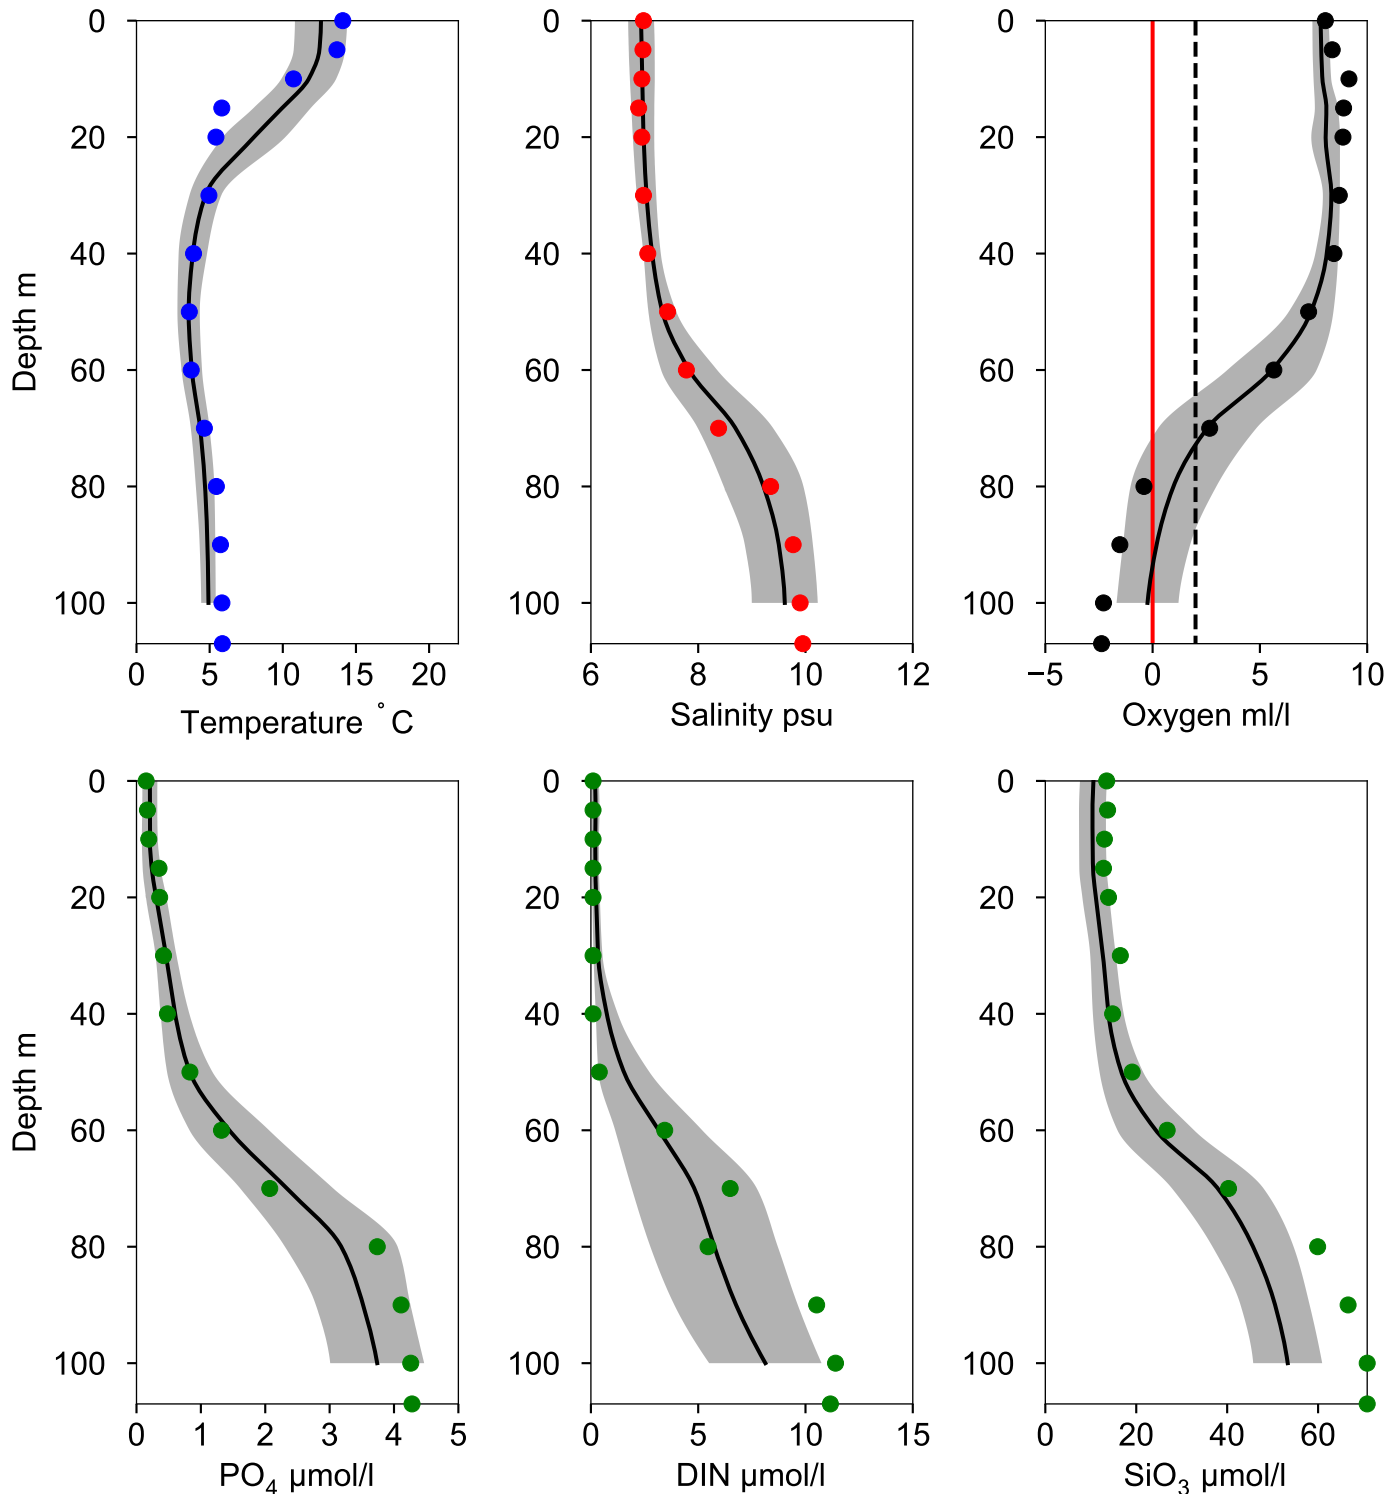 0
20
40
60
80
100
Depth m
0 5 10 15 20
Temperature °C
0
20
40
60
80
100
6 8 10 12
Salinity psu
0
20
40
60
80
100
−5 0 5 10
Oxygen ml/l
0
20
40
60
80
100
Depth m
0 1 2 3 4 5
PO₄ µmol/l
0
20
40
60
80
100
0 5 10 15
DIN µmol/l
0
20
40
60
80
100
0 20 40 60
SiO₃ µmol/l